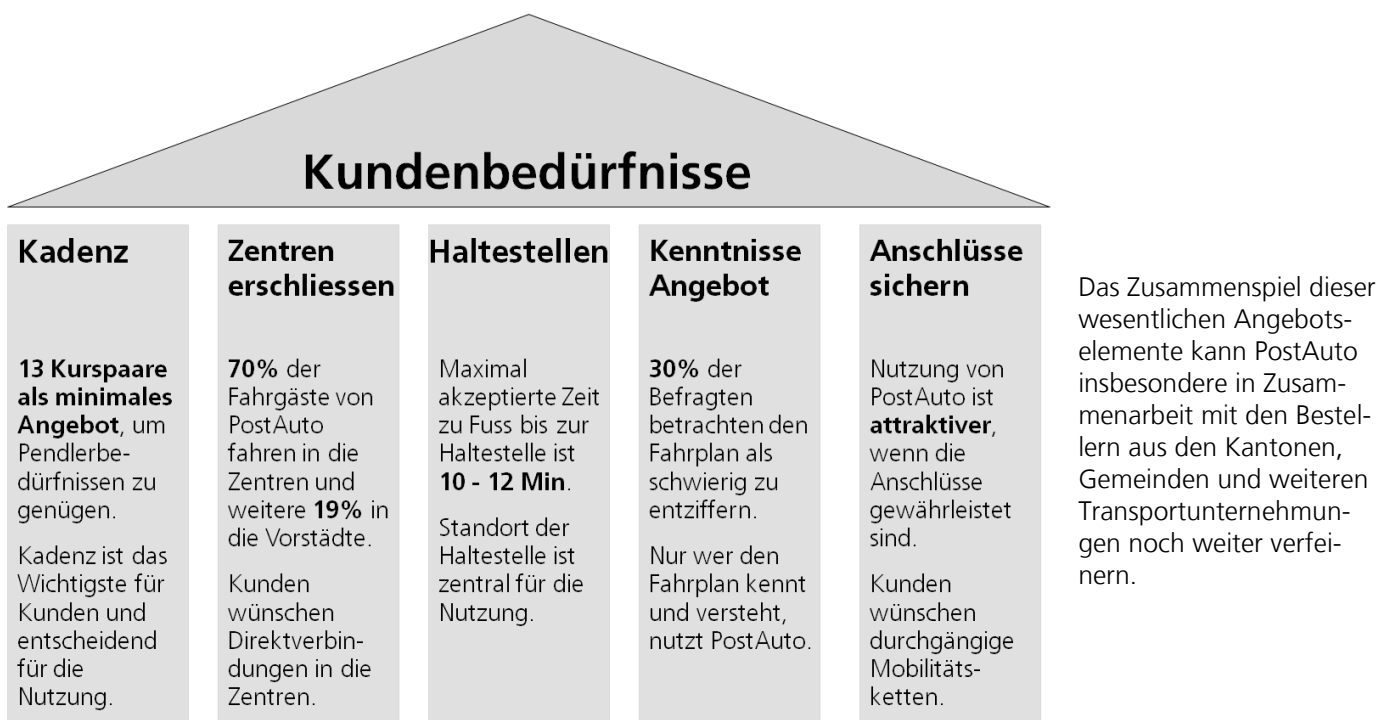 Kundenbedürfnisse
Kadenz
13 Kurspaare
als minimales
Angebot, um
Pendlerbe-
dürfnissen zu
genügen.
Kadenz ist das
Wichtigste für
Kunden und
entscheidend
für die
Nutzung.
Zentren
erschliessen
70% der
Fahrgäste von
PostAuto
fahren in die
Zentren und
weitere 19% in
die Vorstädte.
Kunden
wünschen
Direktverbin-
dungen in die
Zentren.
Haltestellen
Maximal
akzeptierte Zeit
zu Fuss bis zur
Haltestelle ist
10 - 12 Min.
Standort der
Haltestelle ist
zentral für die
Nutzung.
Kenntnisse
Angebot
30% der
Befragten
betrachten den
Fahrplan als
schwierig zu
entziffern.
Nur wer den
Fahrplan kennt
und versteht,
nutzt PostAuto.
Anschlüsse
sichern
Nutzung von
PostAuto ist
attraktiver,
wenn die
Anschlüsse
gewährleistet
sind.
Kunden
wünschen
durchgängige
Mobilitäts-
ketten.
Das Zusammenspiel dieser
wesentlichen Angebots-
elemente kann PostAuto
insbesondere in Zusam-
menarbeit mit den Bestel-
lern aus den Kantonen,
Gemeinden und weiteren
Transportunternehmun-
gen noch weiter verfei-
nern.